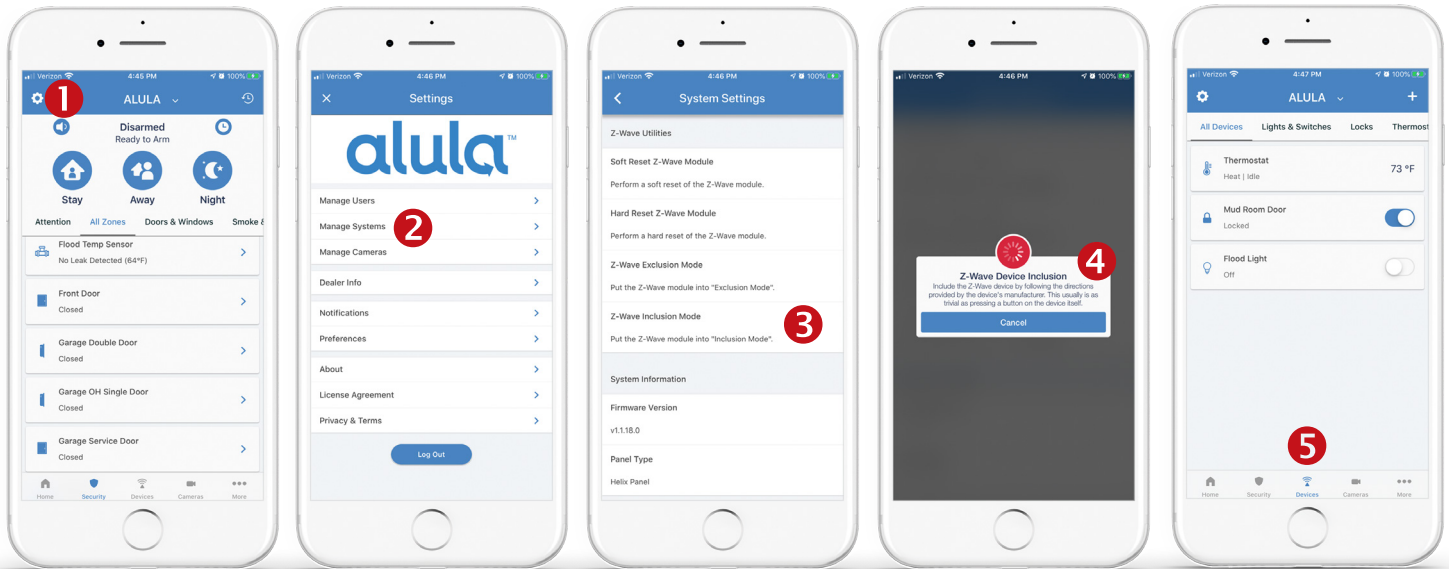 Verizon
4:45 PM
100%
1
ALULA
Disarmed
Ready to Arm
Stay
Away
Night
Attention
All Zones
Doors & Windows
Smoke &
Flood Temp Sensor
No Leak Detected (64°F)
Front Door
Closed
Garage Double Door
Closed
Garage OH Single Door
Closed
Garage Service Door
Closed
Home
Security
Devices
Cameras
More
Verizon
4:46 PM
100%
Settings
alula™
Manage Users
Manage Systems
2
Manage Cameras
Dealer Info
Notifications
Preferences
About
License Agreement
Privacy & Terms
Log Out
Verizon
4:46 PM
100%
System Settings
Z-Wave Utilities
Soft Reset Z-Wave Module
Perform a soft reset of the Z-Wave module.
Hard Reset Z-Wave Module
Perform a hard reset of the Z-Wave module.
Z-Wave Exclusion Mode
Put the Z-Wave module into "Exclusion Mode".
Z-Wave Inclusion Mode
3
Put the Z-Wave module into "Inclusion Mode".
System Information
Firmware Version
v1.1.18.0
Panel Type
Helix Panel
Verizon
4:46 PM
100%
4
Z-Wave Device Inclusion
Include the Z-Wave device by following the directions
provided by the device's manufacturer. This usually is as
trivial as pressing a button on the device itself.
Cancel
Verizon
4:47 PM
100%
ALULA
All Devices
Lights & Switches
Locks
Thermost
Thermostat
Heat | Idle
73 °F
Mud Room Door
Locked
Flood Light
Off
5
Home
Security
Devices
Cameras
More